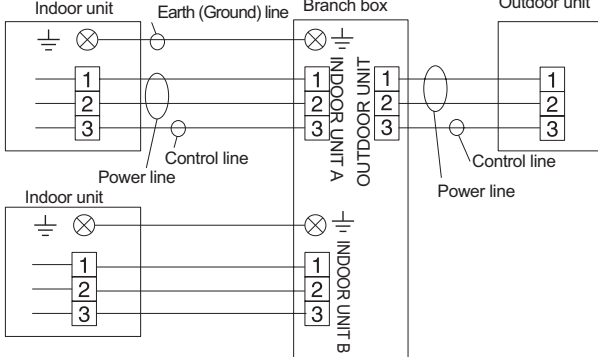 Indoor unit
Earth (Ground) line
Branch box
Outdoor unit
1
2
3
1
2
3
INDOOR UNIT A
OUTDOOR UNIT
1
2
3
1
2
3
Control line
Power line
Control line
Power line
Indoor unit
1
2
3
1
2
3
INDOOR UNIT B